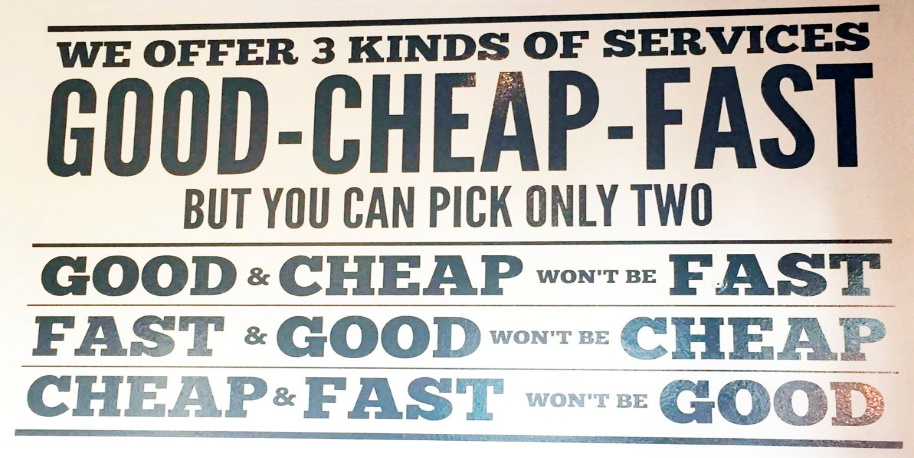 WE OFFER 3 KINDS OF SERVICES
GOOD-CHEAP-FAST
BUT YOU CAN PICK ONLY TWO
GOOD & CHEAP WON'T BE FAST
FAST & GOOD WON'T BE CHEAP
CHEAP & FAST WON'T BE GOOD